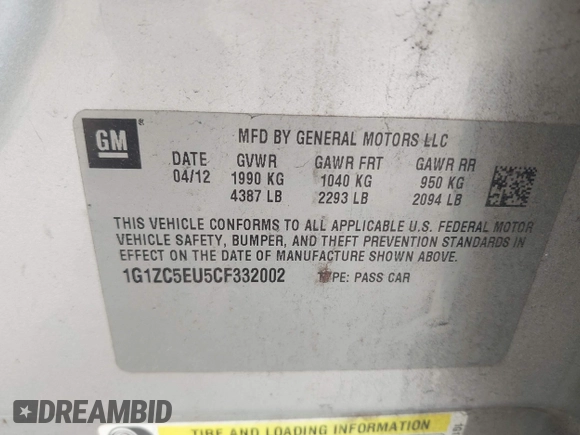 GM
®
MFD BY GENERAL MOTORS LLC
DATE GVWR GAWR FRT GAWR RR
04/12 1990 KG 1040 KG 950 KG
4387 LB 2293 LB 2094 LB
THIS VEHICLE CONFORMS TO ALL APPLICABLE U.S. FEDERAL MOTOR
VEHICLE SAFETY, BUMPER, AND THEFT PREVENTION STANDARDS IN
EFFECT ON THE DATE OF MANUFACTURE SHOWN ABOVE.
1G1ZC5EU5CF332002 TYPE: PASS CAR
DREAMBID
TIRE AND LOADING INFORMATION